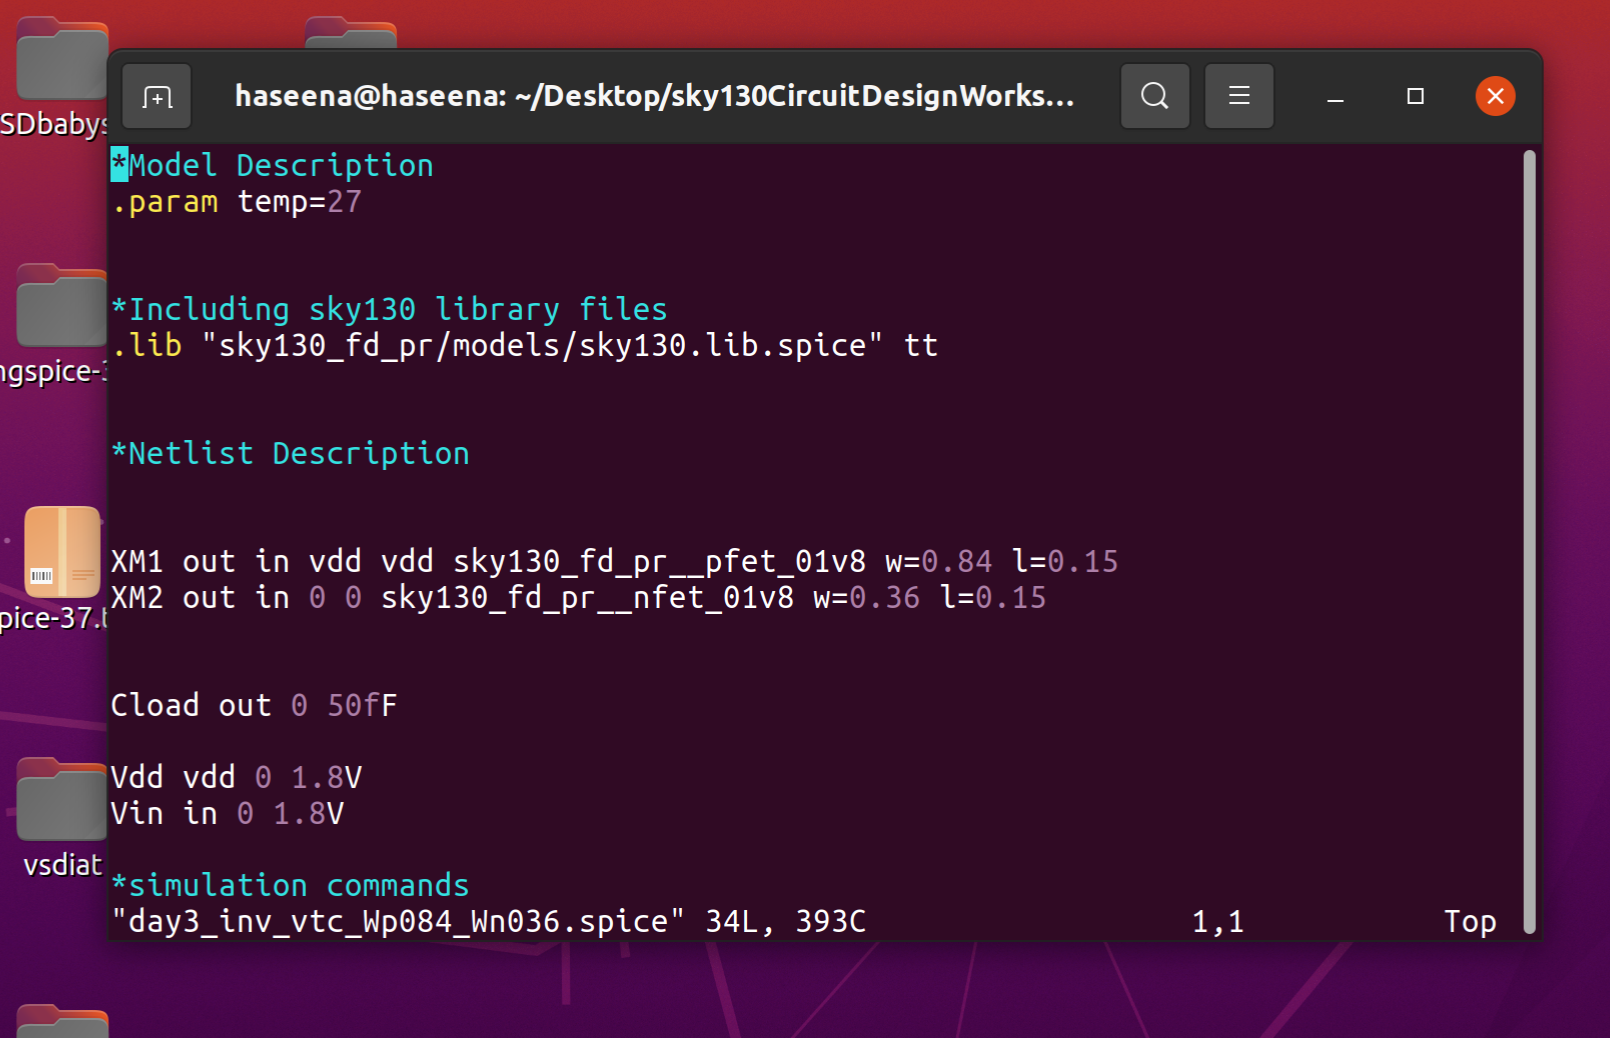 haseena@haseena: ~/Desktop/sky130CircuitDesignWorks...
*Model Description
.param temp=27
*Including sky130 library files
.lib "sky130_fd_pr/models/sky130.lib.spice" tt
*Netlist Description
XM1 out in vdd vdd sky130_fd_pr__pfet_01v8 w=0.84 l=0.15
XM2 out in 0 0 sky130_fd_pr__nfet_01v8 w=0.36 l=0.15
Cload out 0 50fF
Vdd vdd 0 1.8V
Vin in 0 1.8V
*simulation commands
"day3_inv_vtc_Wp084_Wn036.spice" 34L, 393C 1,1 Top
SDbabys
ngspice-3
pice-37.t
vsdiat